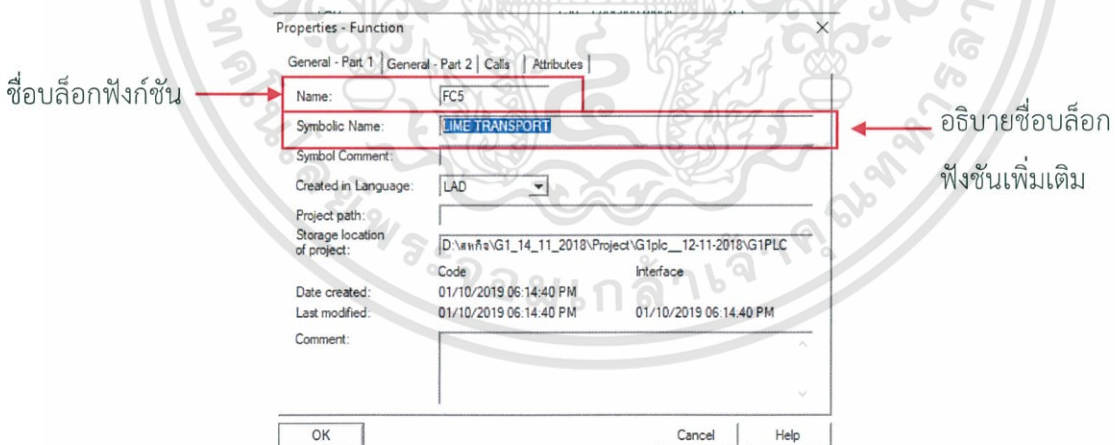 Properties - Function
General - Part 1 General - Part 2 Calls Attributes
ชื่อบล็อกฟังก์ชัน
Name: FC5
Symbolic Name: LIME TRANSPORT
อธิบายชื่อบล็อก
ฟังชันเพิ่มเติม
Symbol Comment:
Created in Language: LAD
Project path:
Storage location
of project: D:\สหกิจ\G1_14_11_2018\Project\G1plc__12-11-2018\G1PLC
Code Interface
Date created: 01/10/2019 06:14:40 PM
Last modified: 01/10/2019 06:14:40 PM 01/10/2019 06:14:40 PM
Comment:
OK Cancel Help